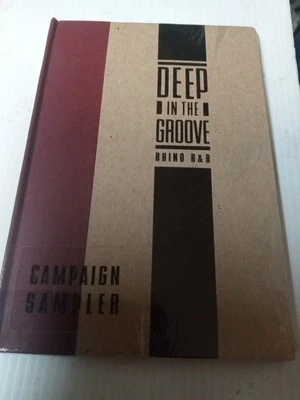 DEEP
IN THE
GROOVE
RHINO R&B
CAMPAIGN
SAMPLER